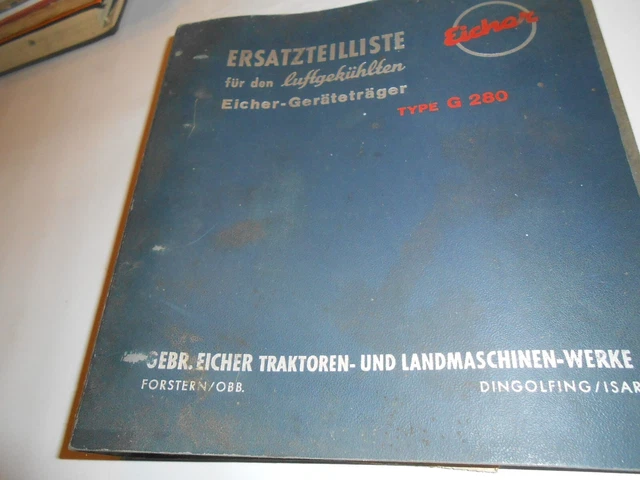 Eicher
ERSATZTEILLISTE
für den luftgekühlten
Eicher-Geräteträger
TYPE G 280
GEBR. EICHER TRAKTOREN- UND LANDMASCHINEN-WERKE
FORSTERN/OBB. DINGOLFING/ISAR